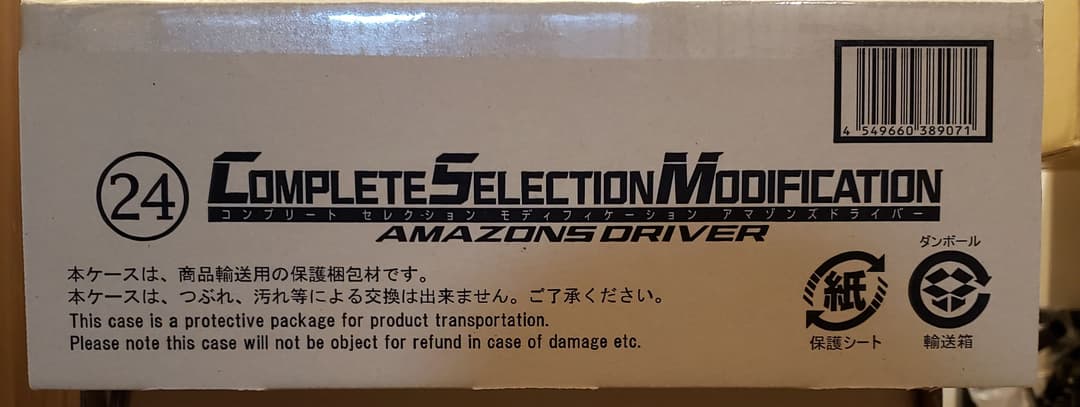 4 549660 389071
24
COMPLETE SELECTION MODIFICATION
コンプリート セレクション モディフィケーション アマゾンズドライバー
AMAZONS DRIVER
本ケースは、商品輸送用の保護梱包材です。
本ケースは、つぶれ、汚れ等による交換は出来ません。ご了承ください。
This case is a protective package for product transportation.
Please note this case will not be object for refund in case of damage etc.
紙
保護シート
ダンボール
輸送箱